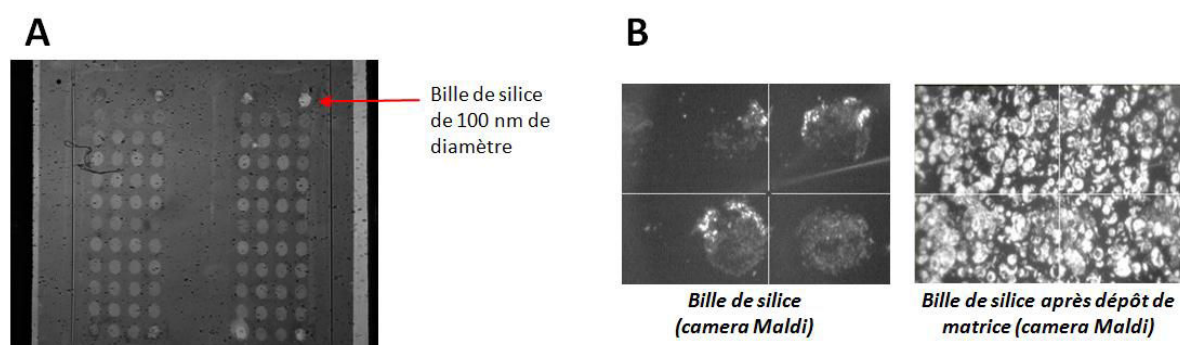 A
B
Bille de silice
de 100 nm de
diamètre
Bille de silice
(camera Maldi)
Bille de silice après dépôt de
matrice (camera Maldi)